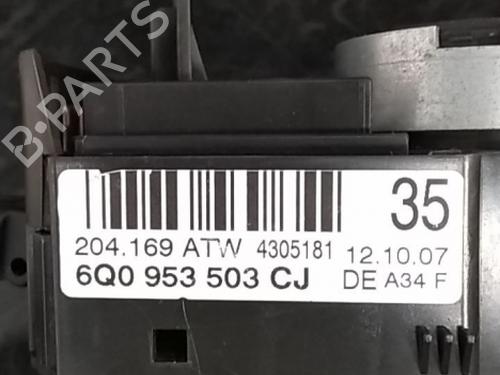 B-PARTS
35
204.169 ATW 4305181 12.10.07
6Q0 953 503 CJ DE A34 F